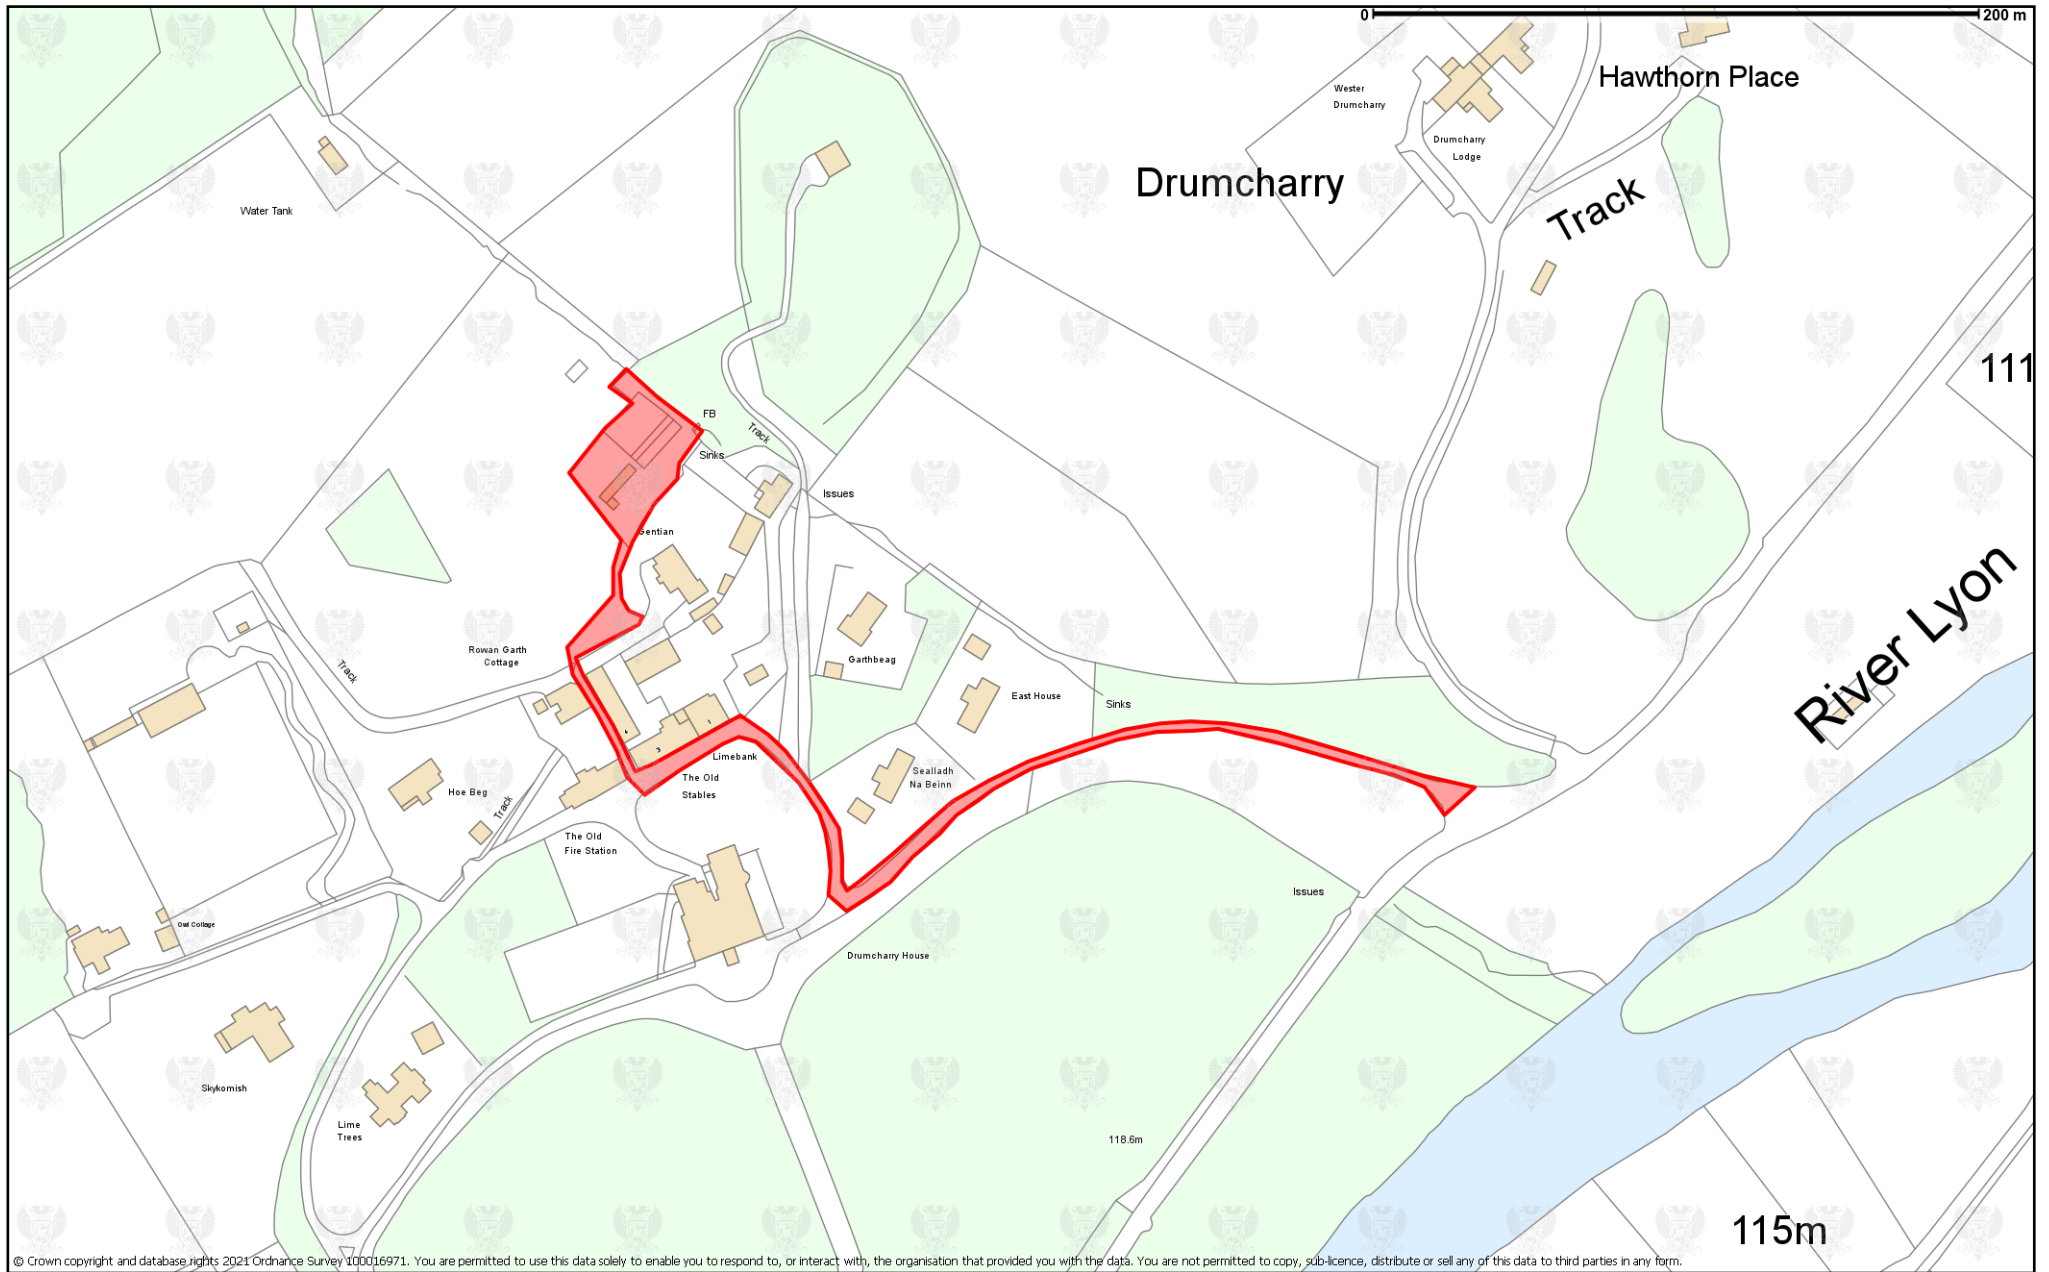 0 200 m
Hawthorn Place
Wester
Drumcharry
Drumcharry
Lodge
Drumcharry
Track
Water Tank
111
FB
Track
Sinks
Issues
Gentian
River Lyon
Rowan Garth
Cottage
Track
Garthbeag
East House
Sinks
1
4
3
Limebank
The Old
Stables
Sealladh
Na Beinn
Hoe Beg
Track
The Old
Fire Station
Issues
Owl Cottage
Drumcharry House
Skykomish
Lime
Trees
118.6m
115m
© Crown copyright and database rights 2021 Ordnance Survey 100016971. You are permitted to use this data solely to enable you to respond to, or interact with, the organisation that provided you with the data. You are not permitted to copy, sub-licence, distribute or sell any of this data to third parties in any form.